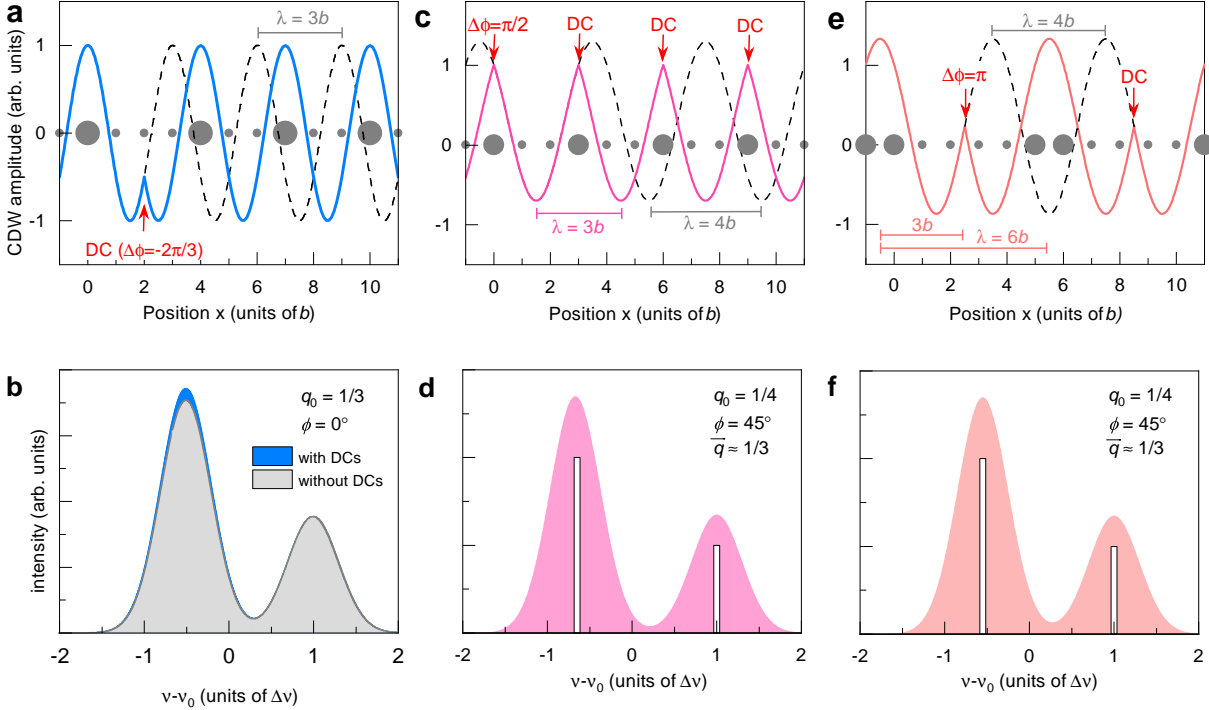 a
CDW amplitude (arb. units)
1
0
-1
λ = 3b
DC (Δϕ=-2π/3)
0 2 4 6 8 10
Position x (units of b)
c
1
0
-1
Δϕ=π/2
DC
DC
DC
λ = 3b
λ = 4b
0 2 4 6 8 10
Position x (units of b)
e
1
0
-1
λ = 4b
Δϕ=π
DC
3b
λ = 6b
0 2 4 6 8 10
Position x (units of b)
b
intensity (arb. units)
q0 = 1/3
ϕ = 0°
with DCs
without DCs
-2 -1 0 1 2
ν-ν0 (units of Δν)
d
q0 = 1/4
ϕ = 45°
q̅ ≈ 1/3
-2 -1 0 1 2
ν-ν0 (units of Δν)
f
q0 = 1/4
ϕ = 45°
q̅ ≈ 1/3
-2 -1 0 1 2
ν-ν0 (units of Δν)